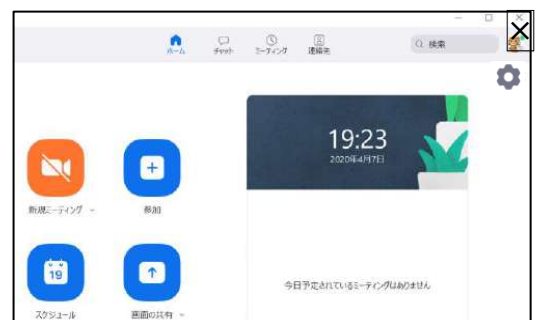 ホーム
チャット
ミーティング
連絡先
検索
19:23
2020年4月7日
新規ミーティング
参加
19
スケジュール
画面の共有
今日予定されているミーティングはありません